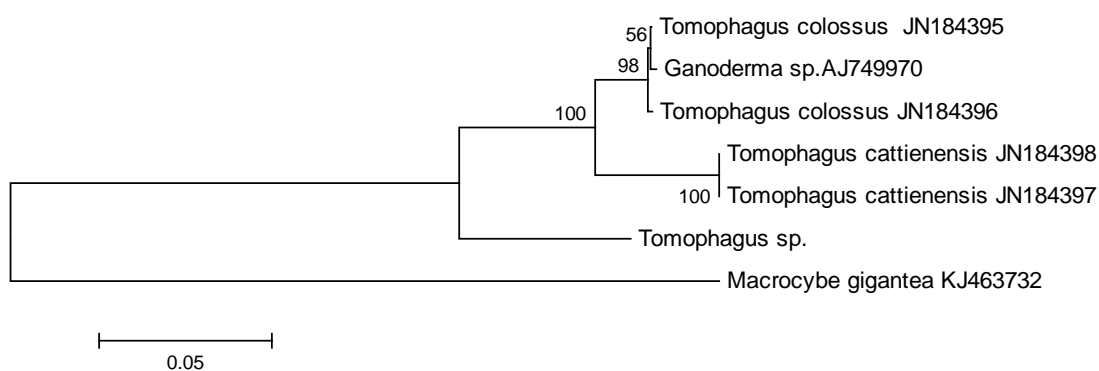 Tomophagus colossus  JN184395
56
Ganoderma sp.AJ749970
98
Tomophagus colossus JN184396
100
Tomophagus cattienensis JN184398
Tomophagus cattienensis JN184397
100
Tomophagus sp.
Macrocybe gigantea KJ463732
0.05